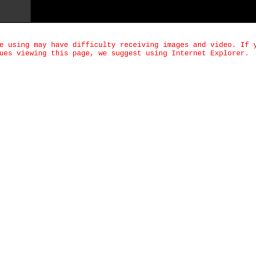 e using may have difficulty receiving images and video. If y
ues viewing this page, we suggest using Internet Explorer.